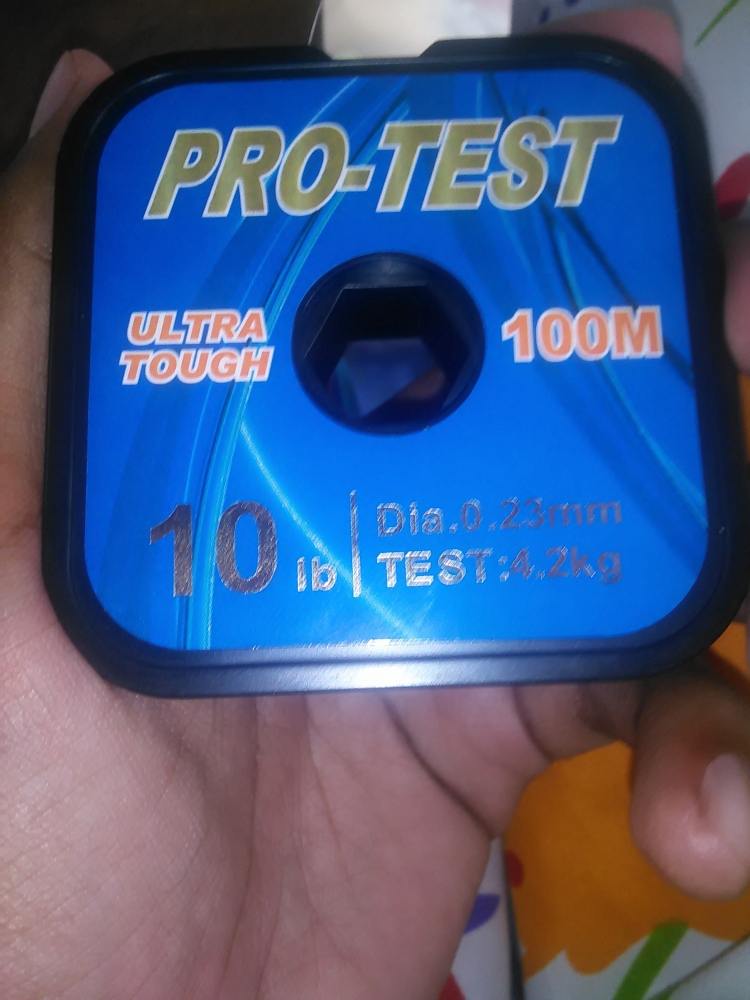 PRO-TEST
ULTRA
TOUGH
100M
10 lb
Dia.0.23mm
TEST:4.2kg